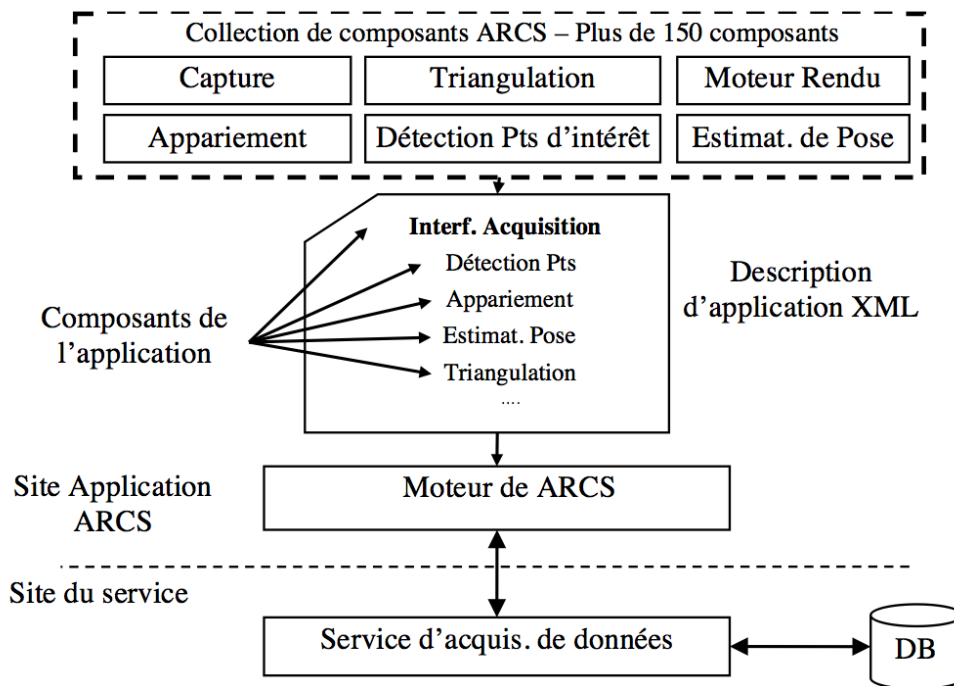 Collection de composants ARCS – Plus de 150 composants
Capture
Triangulation
Moteur Rendu
Appariement
Détection Pts d'intérêt
Estimat. de Pose
Interf. Acquisition
Détection Pts
Appariement
Estimat. Pose
Triangulation
....
Composants de
l'application
Description
d'application XML
Site Application
ARCS
Moteur de ARCS
Site du service
Service d'acquis. de données
DB